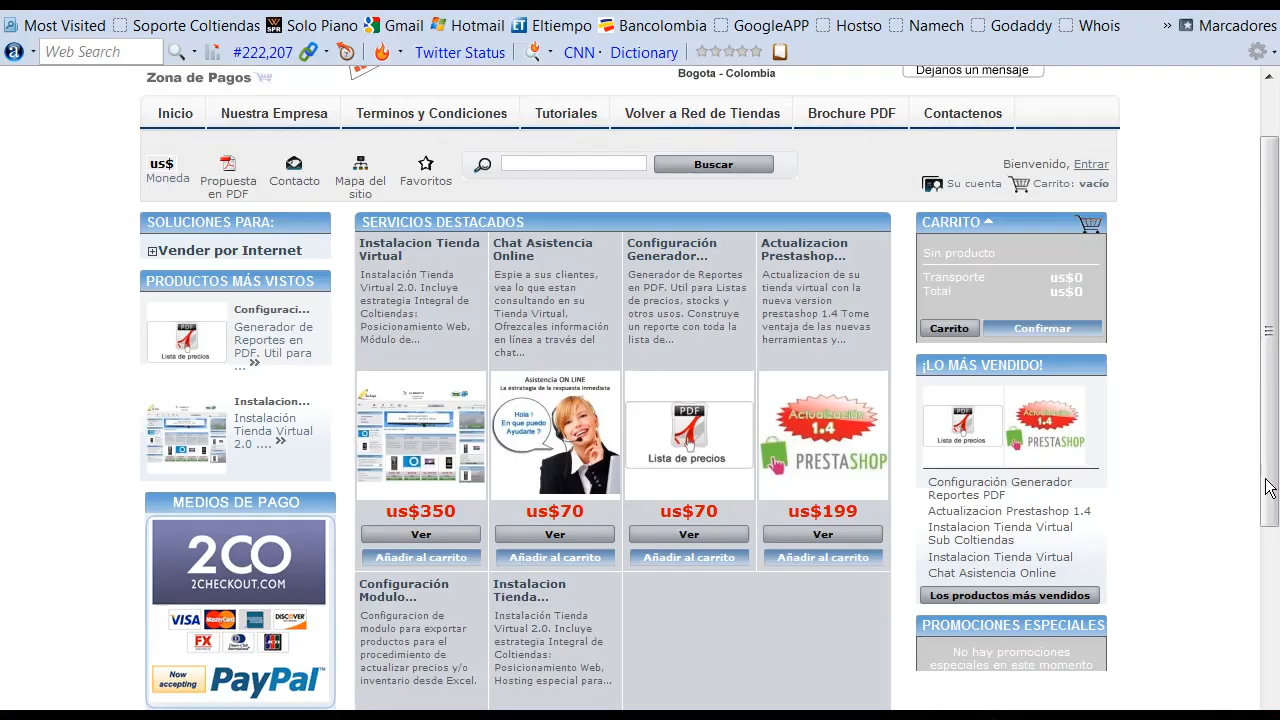 Most Visited Soporte Coltiendas Solo Piano Gmail Hotmail Eltiempo Bancolombia GoogleAPP Hostso Namech Godaddy Whois » Marcadores
Web Search #222,207 Twitter Status CNN Dictionary
Zona de Pagos
Bogota - Colombia
Dejanos un mensaje
Inicio Nuestra Empresa Terminos y Condiciones Tutoriales Volver a Red de Tiendas Brochure PDF Contactenos
us$
Moneda
Propuesta
en PDF
Contacto
Mapa del
sitio
Favoritos
Buscar
Bienvenido, Entrar
Su cuenta Carrito: vacío
SOLUCIONES PARA:
Vender por Internet
PRODUCTOS MÁS VISTOS
PDF
Lista de precios
Configuraci...
Generador de
Reportes en
PDF. Util para
... »
Instalacion...
Instalación
Tienda Virtual
2.0 .... »
MEDIOS DE PAGO
2CO
2CHECKOUT.COM
VISA MasterCard DISCOVER
FX
Now
accepting
PayPal
SERVICIOS DESTACADOS
Instalacion Tienda
Virtual
Instalación Tienda
Virtual 2.0. Incluye
estrategia Integral de
Coltiendas:
Posicionamiento Web,
Módulo de...
us$350
Ver
Añadir al carrito
Chat Asistencia
Online
Espie a sus clientes,
vea lo que estan
consultando en su
Tienda Virtual,
Ofrezcales información
en línea a través del
chat...
Asistencia ON LINE
La estrategia de la respuesta inmediata
Hola !
En que puedo
Ayudarle ?
us$70
Ver
Añadir al carrito
Configuración
Generador...
Generador de Reportes
en PDF. Util para Listas
de precios, stocks y
otros usos. Construye
un reporte con toda la
lista de...
PDF
Lista de precios
us$70
Ver
Añadir al carrito
Actualizacion
Prestashop...
Actualizacion de su
tienda virtual con la
nueva version
prestashop 1.4 Tome
ventaja de las nuevas
herramientas y...
Actualización
1.4
PRESTASHOP
us$199
Ver
Añadir al carrito
Configuración
Modulo...
Configuracion de
modulo para exportar
productos para el
procedimiento de
actualizar precios y/o
inventario desde Excel.
Instalacion
Tienda...
Instalación Tienda
Virtual 2.0. Incluye
estrategia Integral de
Coltiendas:
Posicionamiento Web,
Hosting especial para...
CARRITO
Sin producto
Transporte us$0
Total us$0
Carrito Confirmar
¡LO MÁS VENDIDO!
PDF
Lista de precios
Actualización
1.4
PRESTASHOP
Configuración Generador
Reportes PDF
Actualizacion Prestashop 1.4
Instalacion Tienda Virtual
Sub Coltiendas
Instalacion Tienda Virtual
Chat Asistencia Online
Los productos más vendidos
PROMOCIONES ESPECIALES
No hay promociones
especiales en este momento